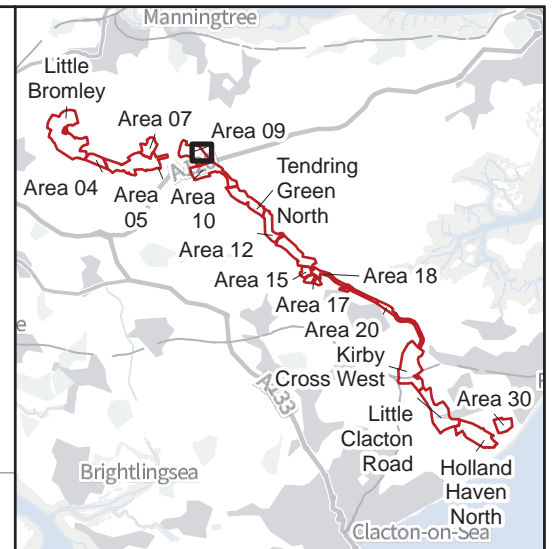 Manningtree
Little
Bromley
Area 07
Area 09
Area 04
Area
05
A120
Area
10
Tendring
Green
North
Area 12
Area 15
Area 18
Area 17
Area 20
Kirby
Cross West
A133
Area 30
Little
Clacton
Road
Holland
Haven
North
Brightlingsea
Clacton-on-Sea